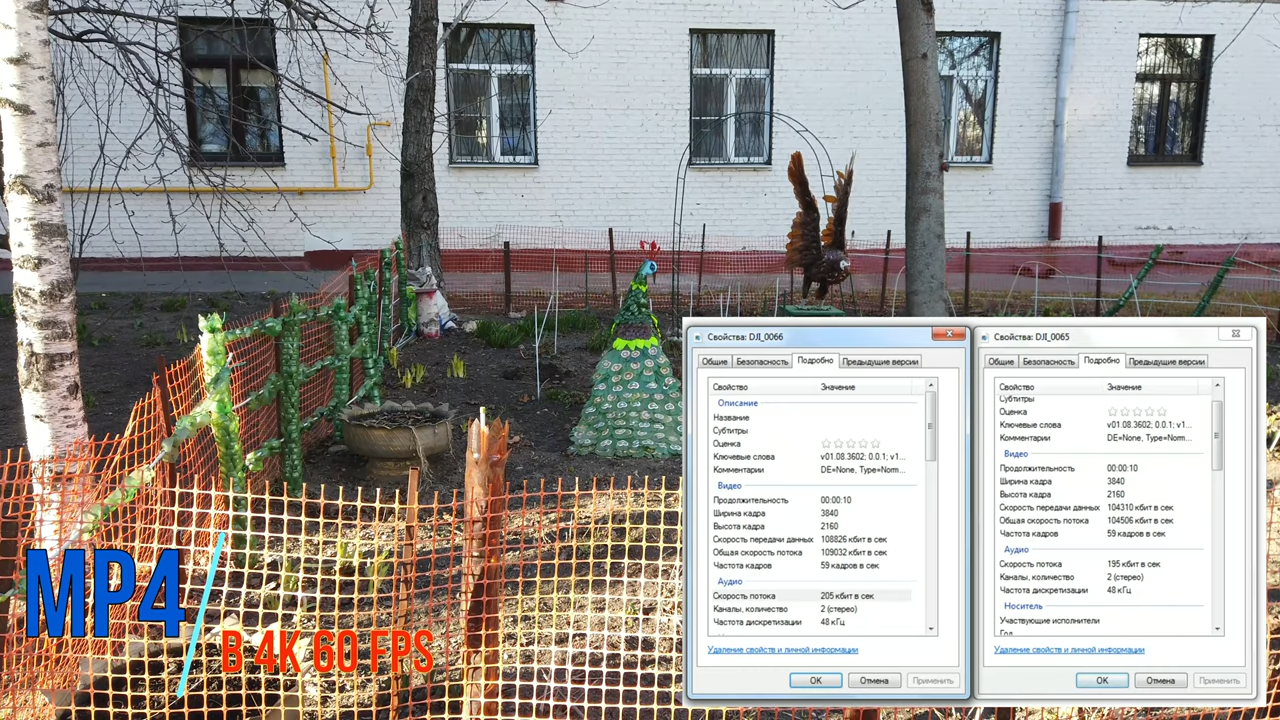 MP4
В 4K 60 FPS
Свойства: DJI_0066
Общие Безопасность Подробно Предыдущие версии
Свойство Значение
Описание
Название
Субтитры
Оценка
Ключевые слова v01.08.3602; 0.0.1; v1...
Комментарии DE=None, Type=Norm...
Видео
Продолжительность 00:00:10
Ширина кадра 3840
Высота кадра 2160
Скорость передачи данных 108826 кбит в сек
Общая скорость потока 109032 кбит в сек
Частота кадров 59 кадров в сек
Аудио
Скорость потока 205 кбит в сек
Каналы, количество 2 (стерео)
Частота дискретизации 48 кГц
Удаление свойств и личной информации
OK Отмена Применить
Свойства: DJI_0065
Общие Безопасность Подробно Предыдущие версии
Свойство Значение
Субтитры
Оценка
Ключевые слова v01.08.3602; 0.0.1; v1...
Комментарии DE=None, Type=Norm...
Видео
Продолжительность 00:00:10
Ширина кадра 3840
Высота кадра 2160
Скорость передачи данных 104310 кбит в сек
Общая скорость потока 104506 кбит в сек
Частота кадров 59 кадров в сек
Аудио
Скорость потока 195 кбит в сек
Каналы, количество 2 (стерео)
Частота дискретизации 48 кГц
Носитель
Участвующие исполнители
Год
Удаление свойств и личной информации
OK Отмена Применить